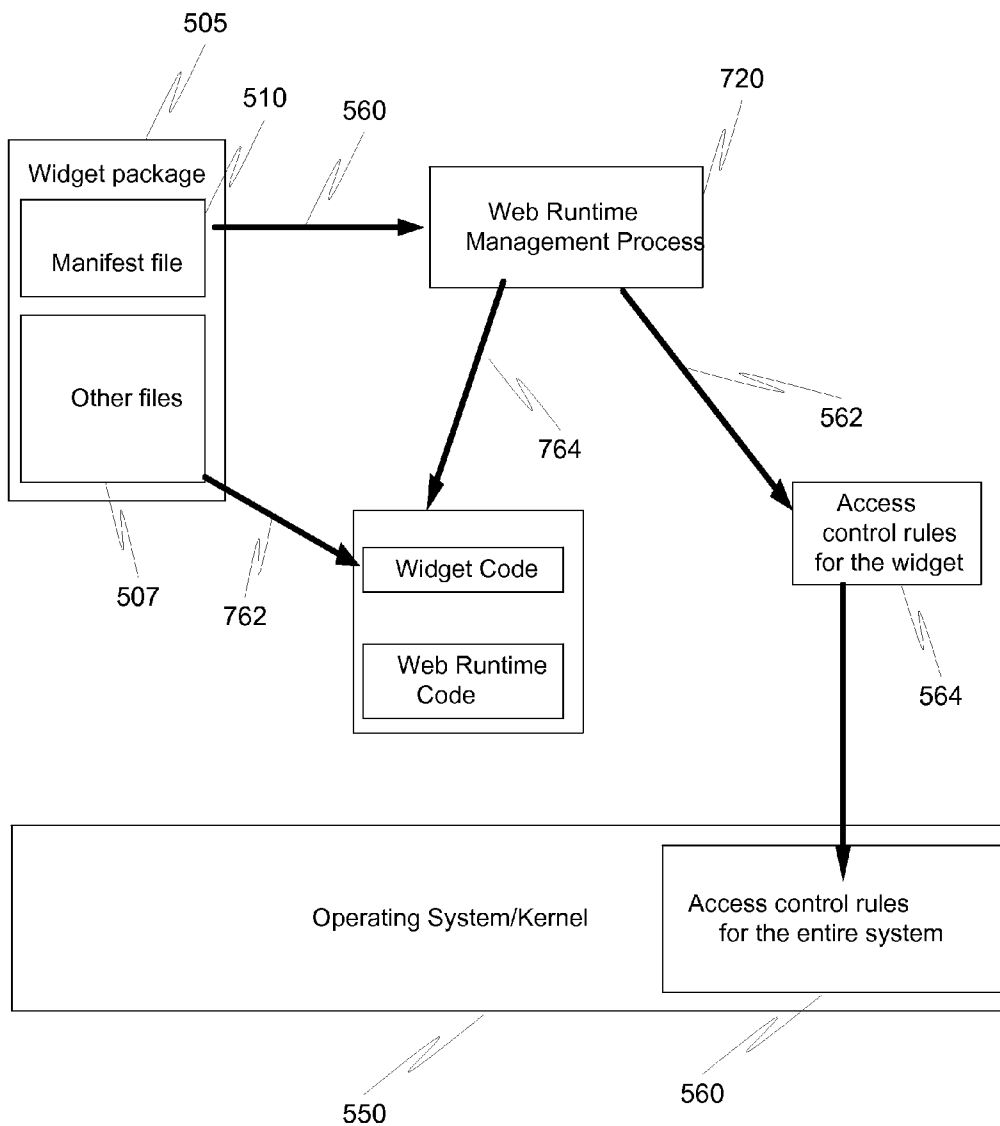 505
510
560
720
Widget package
Manifest file
Web Runtime
Management Process
Other files
764
562
507
762
Access
control rules
for the widget
Widget Code
Web Runtime
Code
564
Operating System/Kernel
Access control rules
for the entire system
550
560